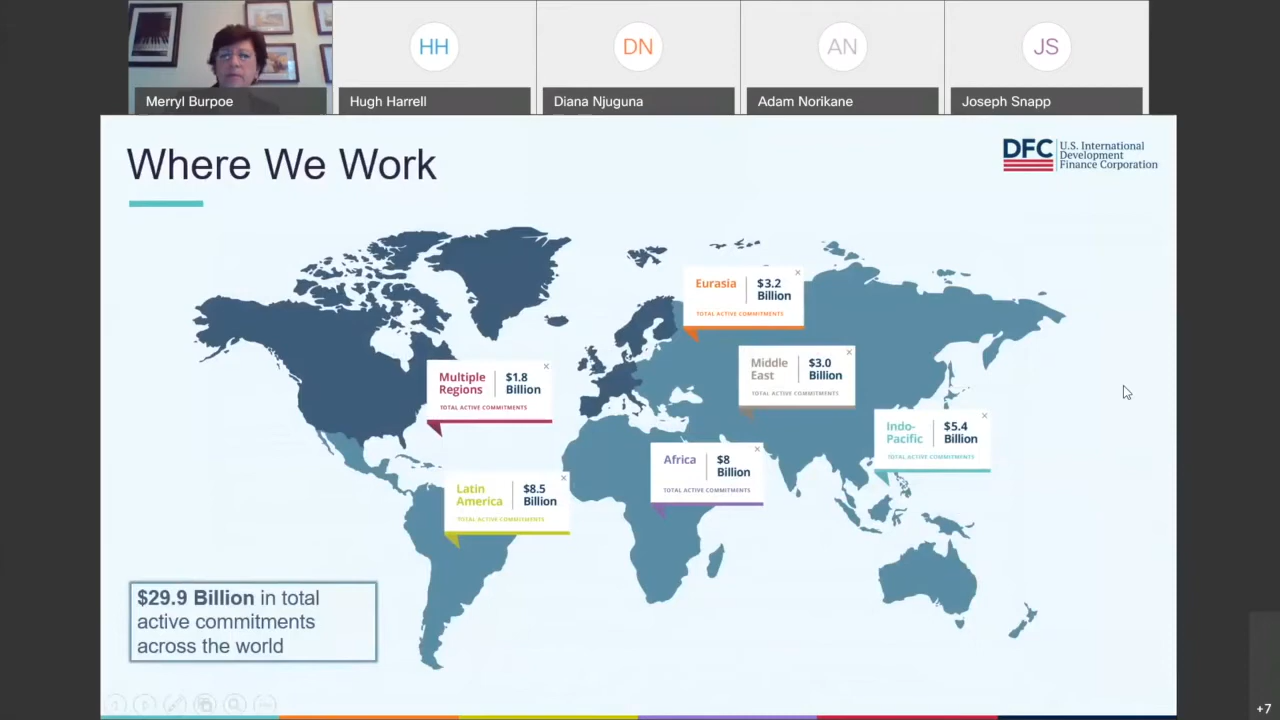 HH
DN
AN
JS
Merryl Burpoe
Hugh Harrell
Diana Njuguna
Adam Norikane
Joseph Snapp
Where We Work
DFC
U.S. International
Development
Finance Corporation
Eurasia
$3.2
Billion
TOTAL ACTIVE COMMITMENTS
Middle
East
$3.0
Billion
TOTAL ACTIVE COMMITMENTS
Multiple
Regions
$1.8
Billion
TOTAL ACTIVE COMMITMENTS
Indo-
Pacific
$5.4
Billion
TOTAL ACTIVE COMMITMENTS
Africa
$8
Billion
TOTAL ACTIVE COMMITMENTS
Latin
America
$8.5
Billion
TOTAL ACTIVE COMMITMENTS
$29.9 Billion in total
active commitments
across the world
+7